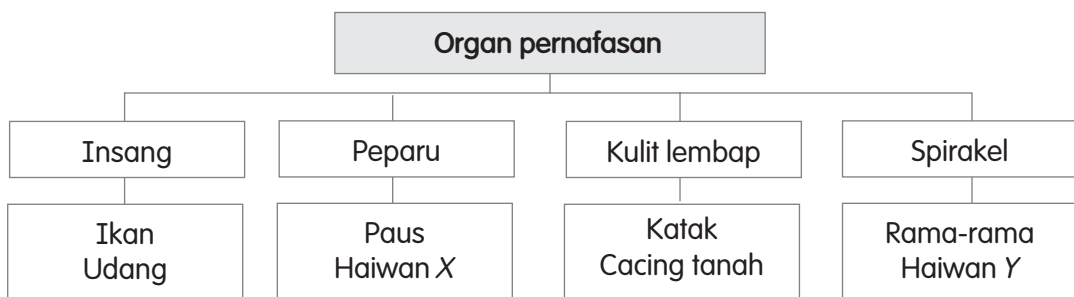 Organ pernafasan
Insang
Peparu
Kulit lembap
Spirakel
Ikan
Udang
Paus
Haiwan X
Katak
Cacing tanah
Rama-rama
Haiwan Y